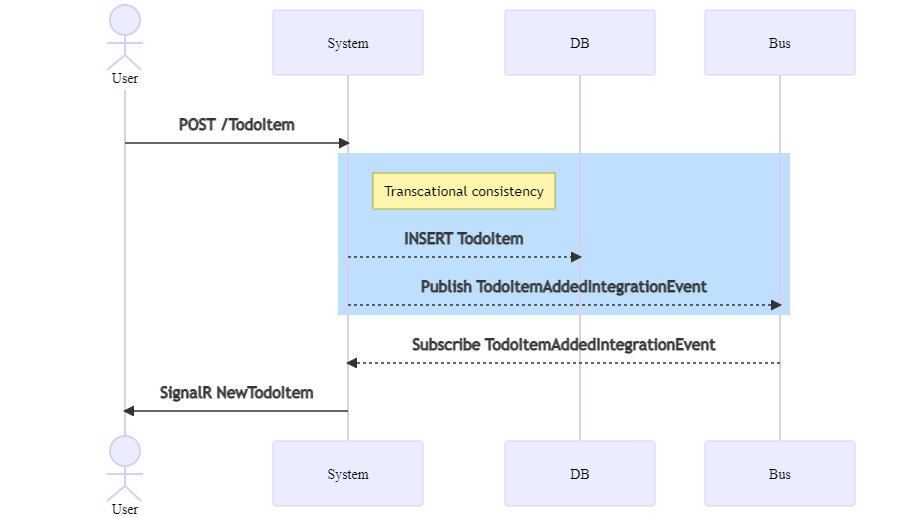 User
System
DB
Bus
POST /TodoItem
Transcational consistency
INSERT TodoItem
Publish TodoItemAddedIntegrationEvent
Subscribe TodoItemAddedIntegrationEvent
SignalR NewTodoItem
User
System
DB
Bus